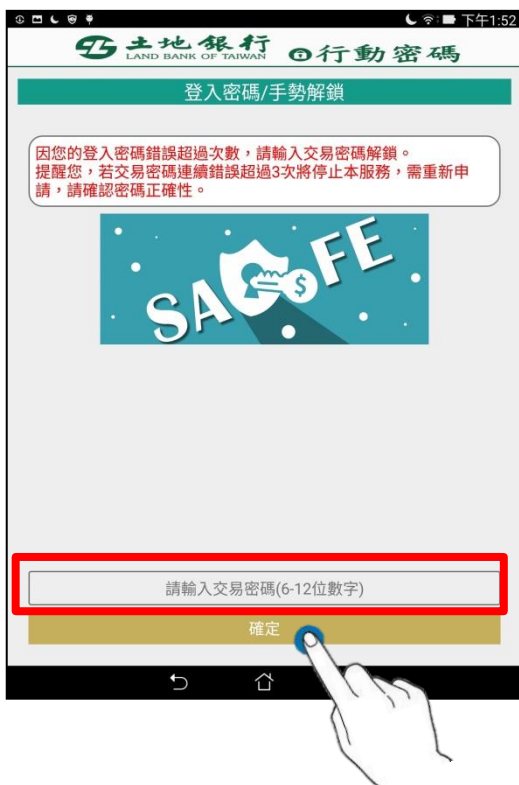 下午1:52
土地銀行
LAND BANK OF TAIWAN
行動密碼
登入密碼/手勢解鎖
因您的登入密碼錯誤超過次數，請輸入交易密碼解鎖。
提醒您，若交易密碼連續錯誤超過3次將停止本服務，需重新申
請，請確認密碼正確性。
SAFE
$
請輸入交易密碼(6-12位數字)
確定